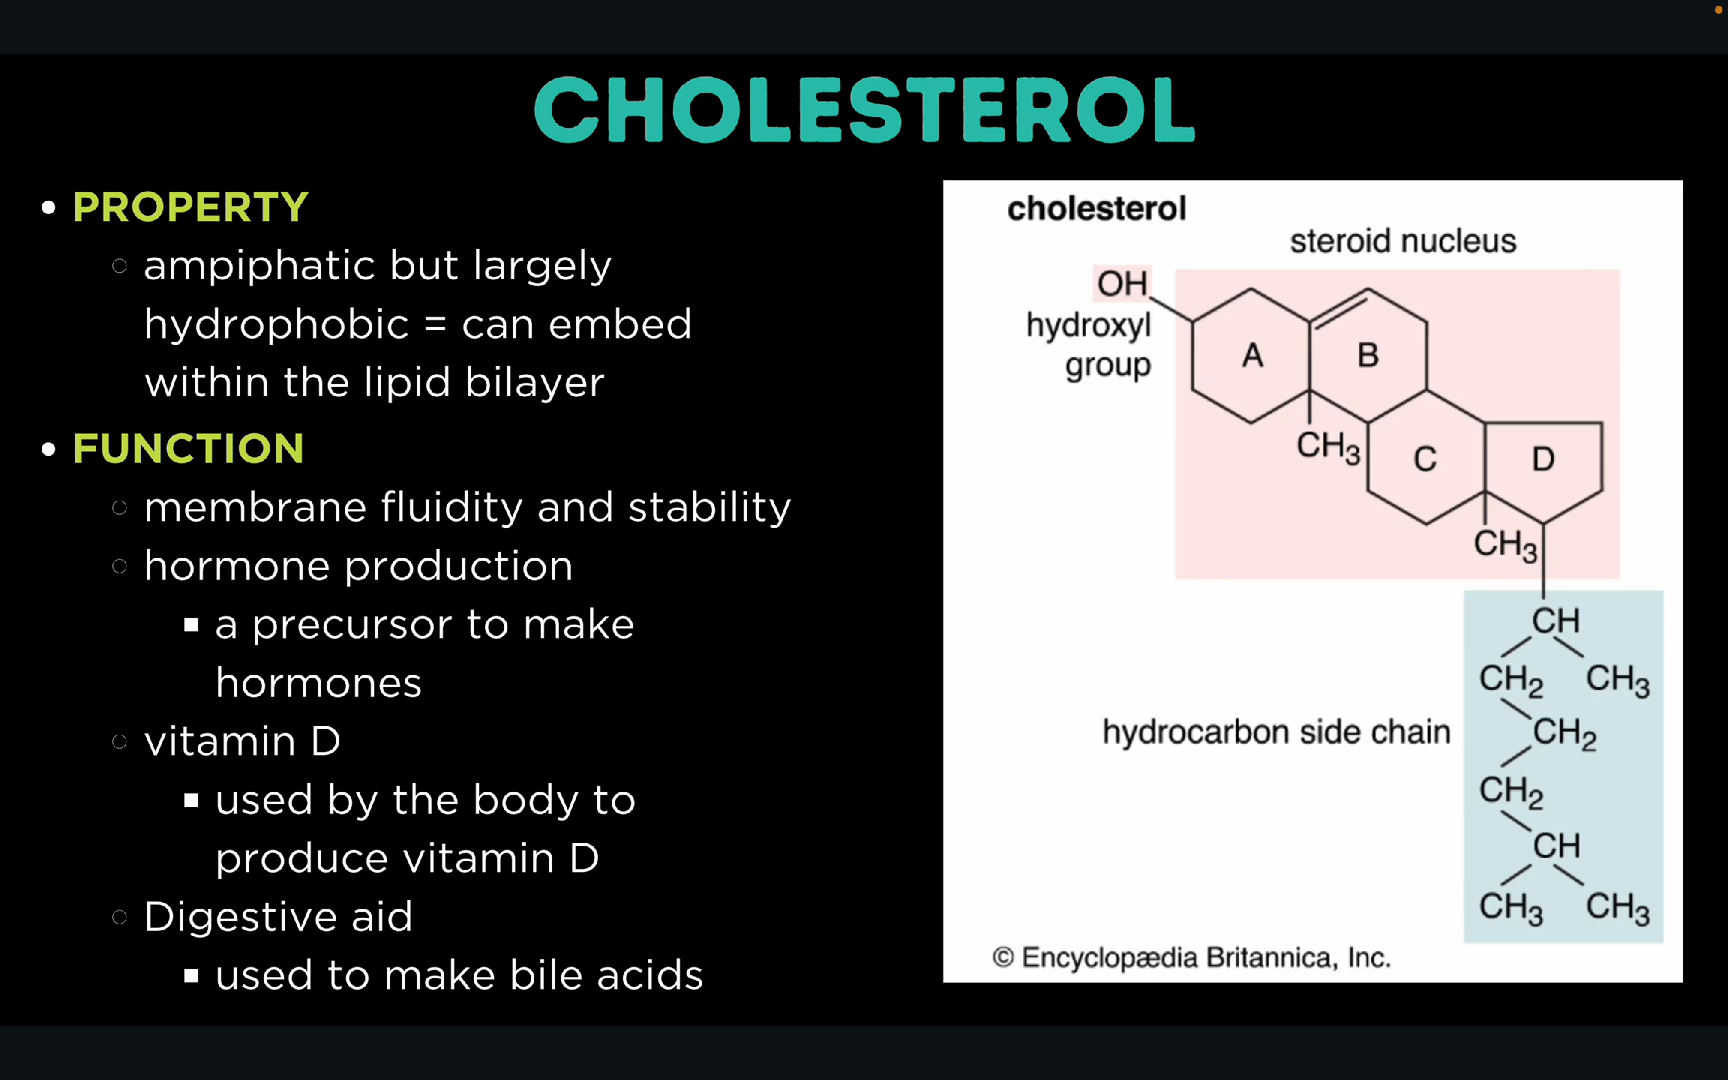 CHOLESTEROL
• PROPERTY
○ ampiphatic but largely
hydrophobic = can embed
within the lipid bilayer
• FUNCTION
○ membrane fluidity and stability
○ hormone production
▪ a precursor to make
hormones
○ vitamin D
▪ used by the body to
produce vitamin D
○ Digestive aid
▪ used to make bile acids
cholesterol
steroid nucleus
OH
hydroxyl
group
A
B
CH₃
C
D
CH₃
CH
CH₂ CH₃
hydrocarbon side chain
CH₂
CH₂
CH
CH₃ CH₃
© Encyclopædia Britannica, Inc.